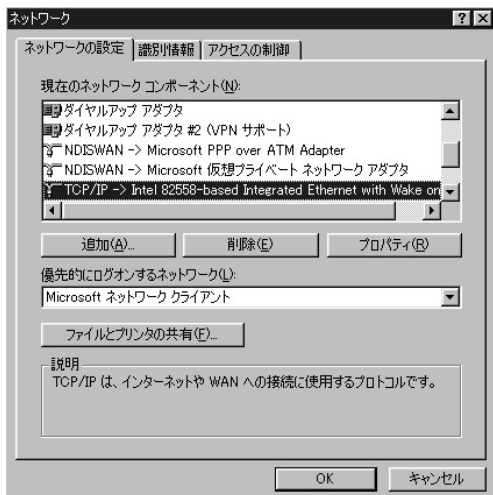 ネットワーク
ネットワークの設定 識別情報 アクセスの制御
現在のネットワーク コンポーネント(N):
ダイヤルアップ アダプタ
ダイヤルアップ アダプタ #2 (VPN サポート)
NDISWAN -> Microsoft PPP over ATM Adapter
NDISWAN -> Microsoft 仮想プライベート ネットワーク アダプタ
TCP/IP -> Intel 82558-based Integrated Ethernet with Wake on
追加(A)... 削除(E) プロパティ(R)
優先的にログオンするネットワーク(L):
Microsoft ネットワーク クライアント
ファイルとプリンタの共有(F)...
説明
TCP/IP は、インターネットや WAN への接続に使用するプロトコルです。
OK キャンセル